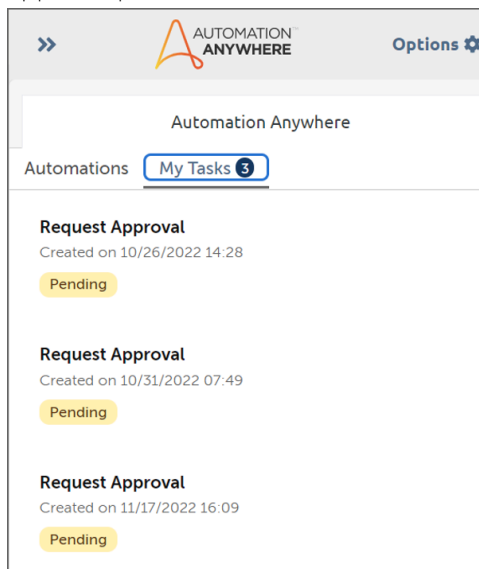 AUTOMATION
ANYWHERE
Options
Automation Anywhere
Automations My Tasks 3
Request Approval
Created on 10/26/2022 14:28
Pending
Request Approval
Created on 10/31/2022 07:49
Pending
Request Approval
Created on 11/17/2022 16:09
Pending